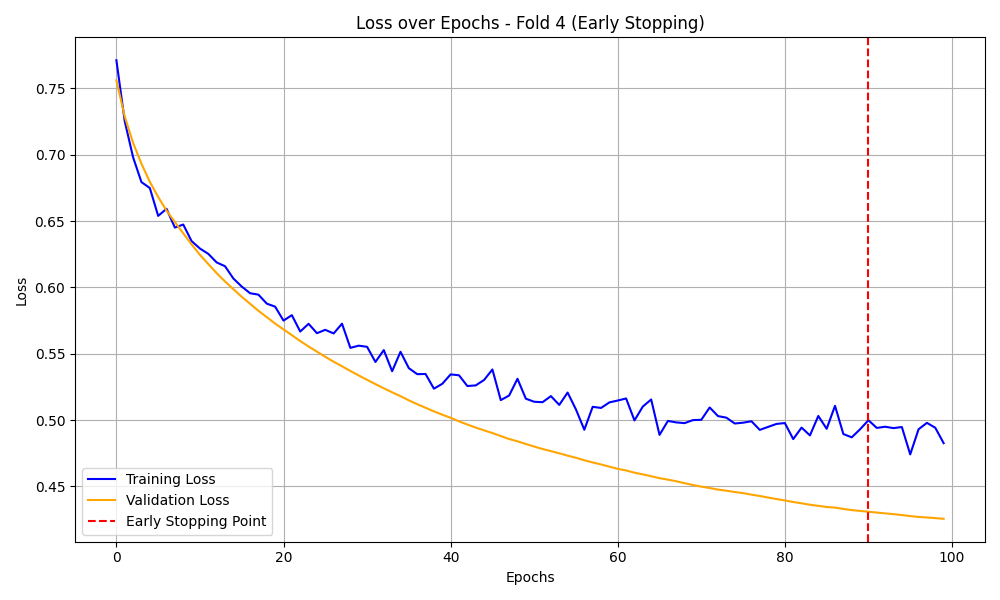 Loss over Epochs - Fold 4 (Early Stopping)
Loss
0.75
0.70
0.65
0.60
0.55
0.50
0.45
Training Loss
Validation Loss
Early Stopping Point
0 20 40 60 80 100
Epochs